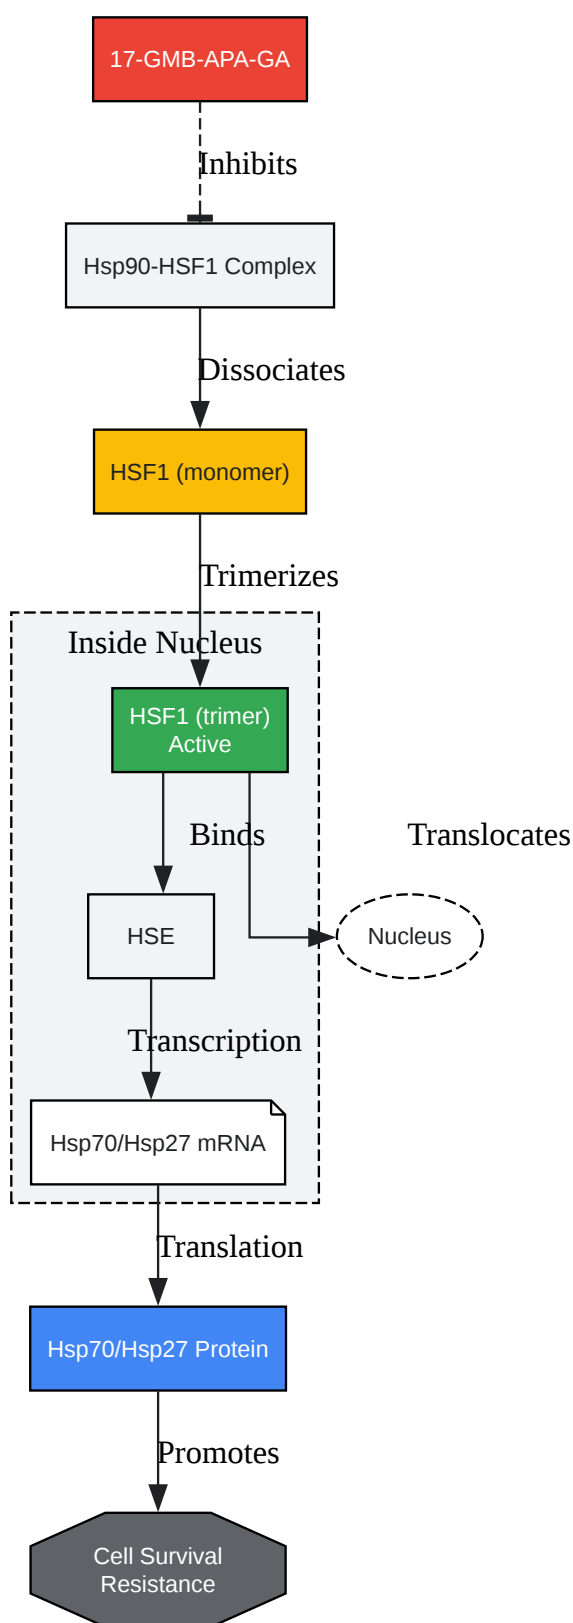 17-GMB-APA-GA
Inhibits
Hsp90-HSF1 Complex
Dissociates
HSF1 (monomer)
Trimerizes
Inside Nucleus
HSF1 (trimer)
Active
Binds
Translocates
HSE
Nucleus
Transcription
Hsp70/Hsp27 mRNA
Translation
Hsp70/Hsp27 Protein
Promotes
Cell Survival
Resistance